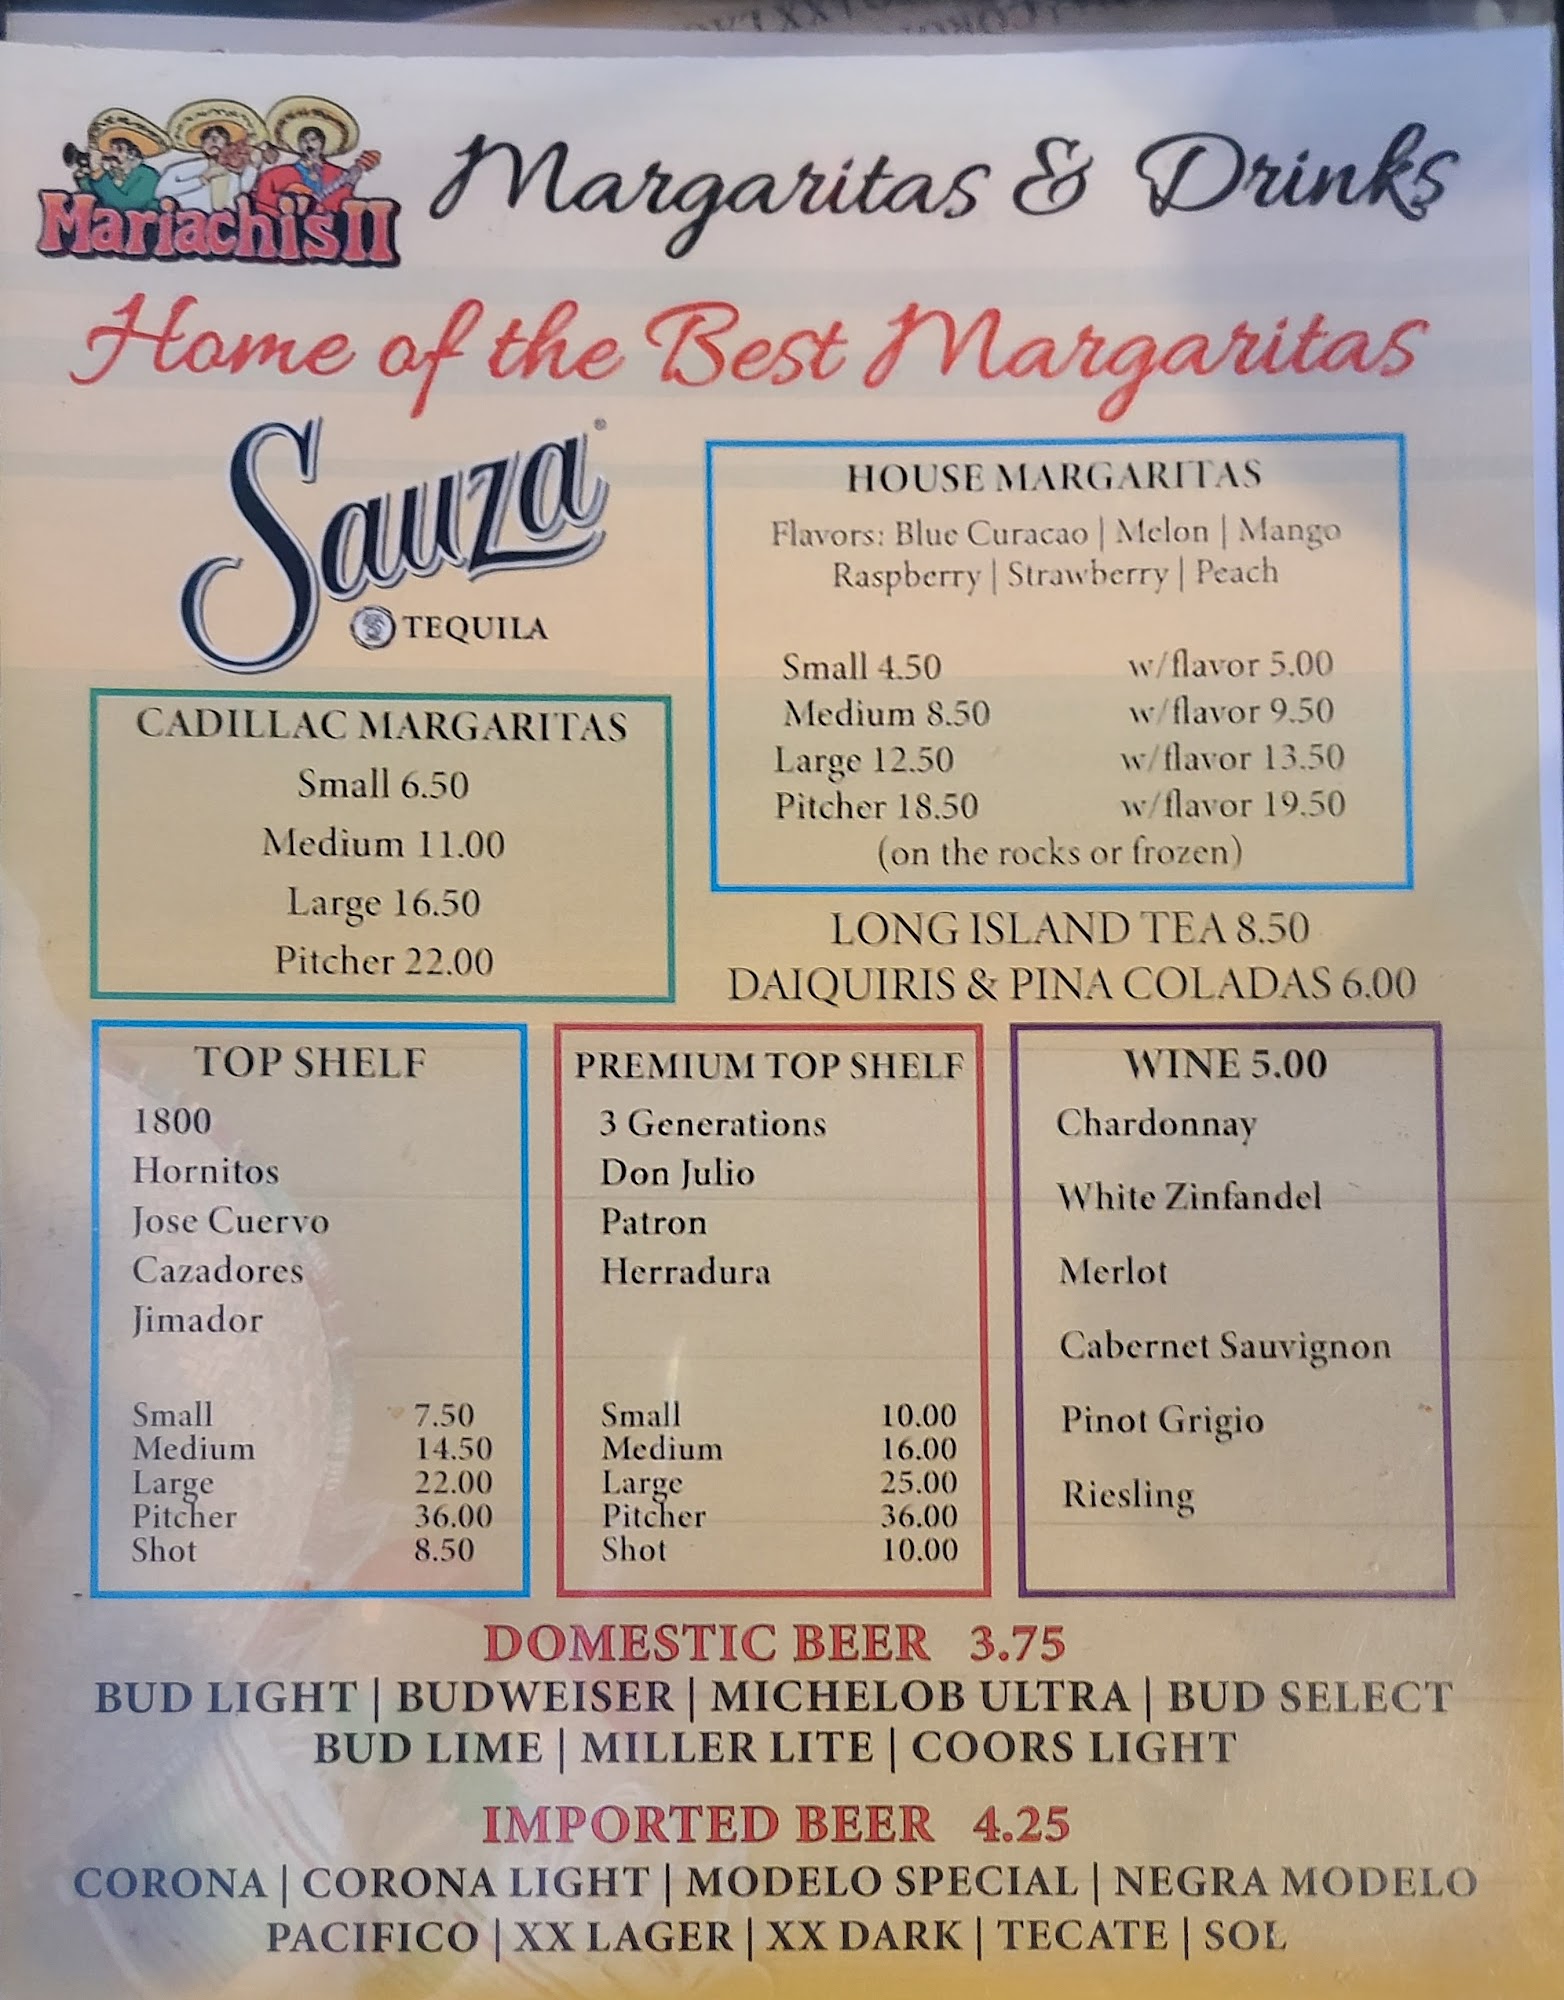 Mariachi's II
Margaritas & Drinks
Home of the Best Margaritas
Sauza®
TEQUILA
HOUSE MARGARITAS
Flavors: Blue Curacao | Melon | Mango
Raspberry | Strawberry | Peach
Small 4.50 w/flavor 5.00
Medium 8.50 w/flavor 9.50
Large 12.50 w/flavor 13.50
Pitcher 18.50 w/flavor 19.50
(on the rocks or frozen)
CADILLAC MARGARITAS
Small 6.50
Medium 11.00
Large 16.50
Pitcher 22.00
LONG ISLAND TEA 8.50
DAIQUIRIS & PINA COLADAS 6.00
TOP SHELF
1800
Hornitos
Jose Cuervo
Cazadores
Jimador
Small 7.50
Medium 14.50
Large 22.00
Pitcher 36.00
Shot 8.50
PREMIUM TOP SHELF
3 Generations
Don Julio
Patron
Herradura
Small 10.00
Medium 16.00
Large 25.00
Pitcher 36.00
Shot 10.00
WINE 5.00
Chardonnay
White Zinfandel
Merlot
Cabernet Sauvignon
Pinot Grigio
Riesling
DOMESTIC BEER 3.75
BUD LIGHT | BUDWEISER | MICHELOB ULTRA | BUD SELECT
BUD LIME | MILLER LITE | COORS LIGHT
IMPORTED BEER 4.25
CORONA | CORONA LIGHT | MODELO SPECIAL | NEGRA MODELO
PACIFICO | XX LAGER | XX DARK | TECATE | SOL